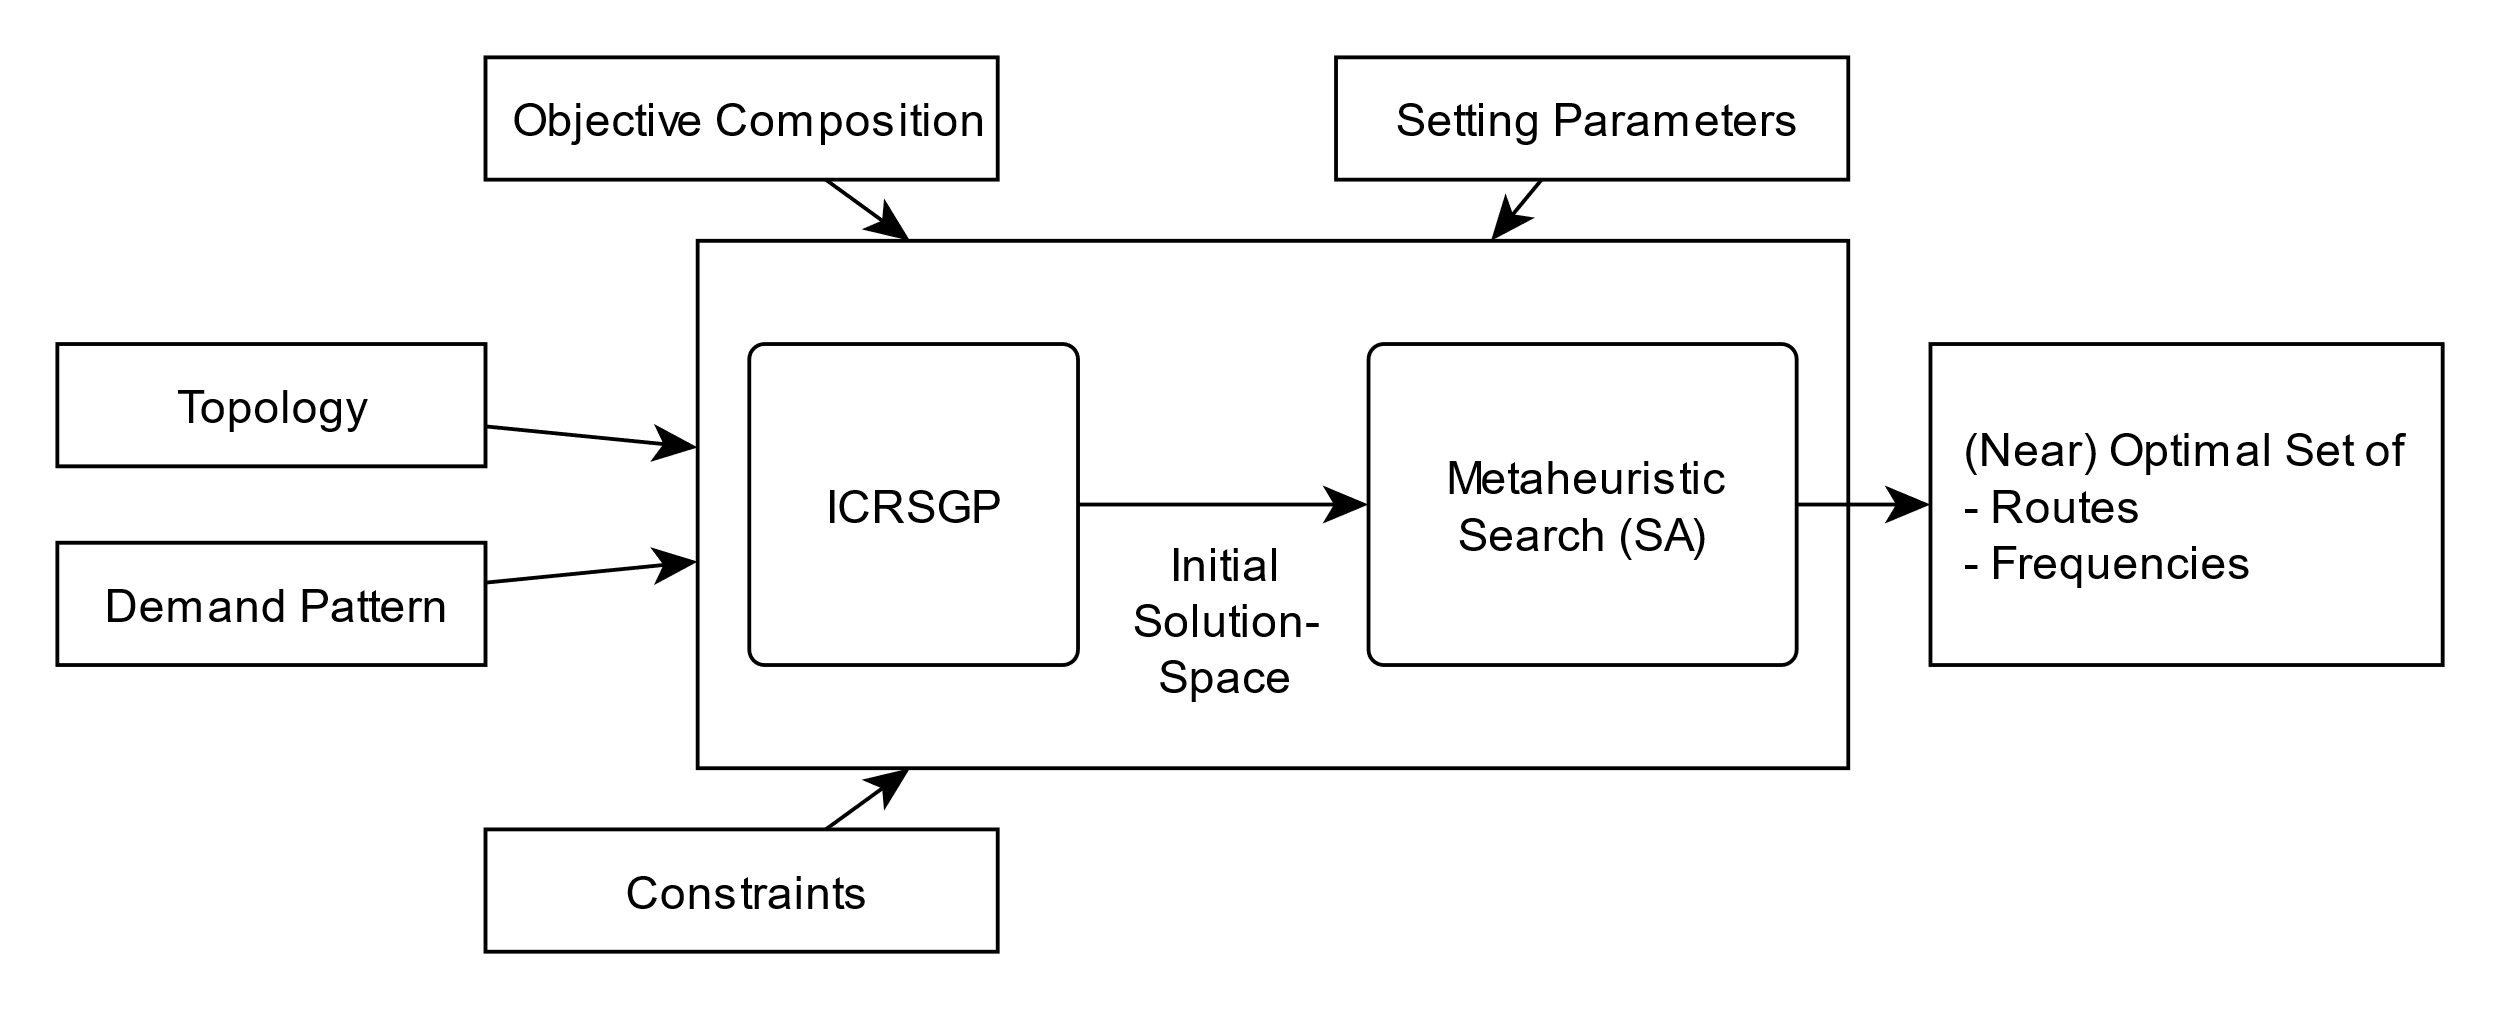 Objective Composition
Setting Parameters
Topology
Demand Pattern
ICRSGP
Initial
Solution-
Space
Metaheuristic
Search (SA)
(Near) Optimal Set of
- Routes
- Frequencies
Constraints